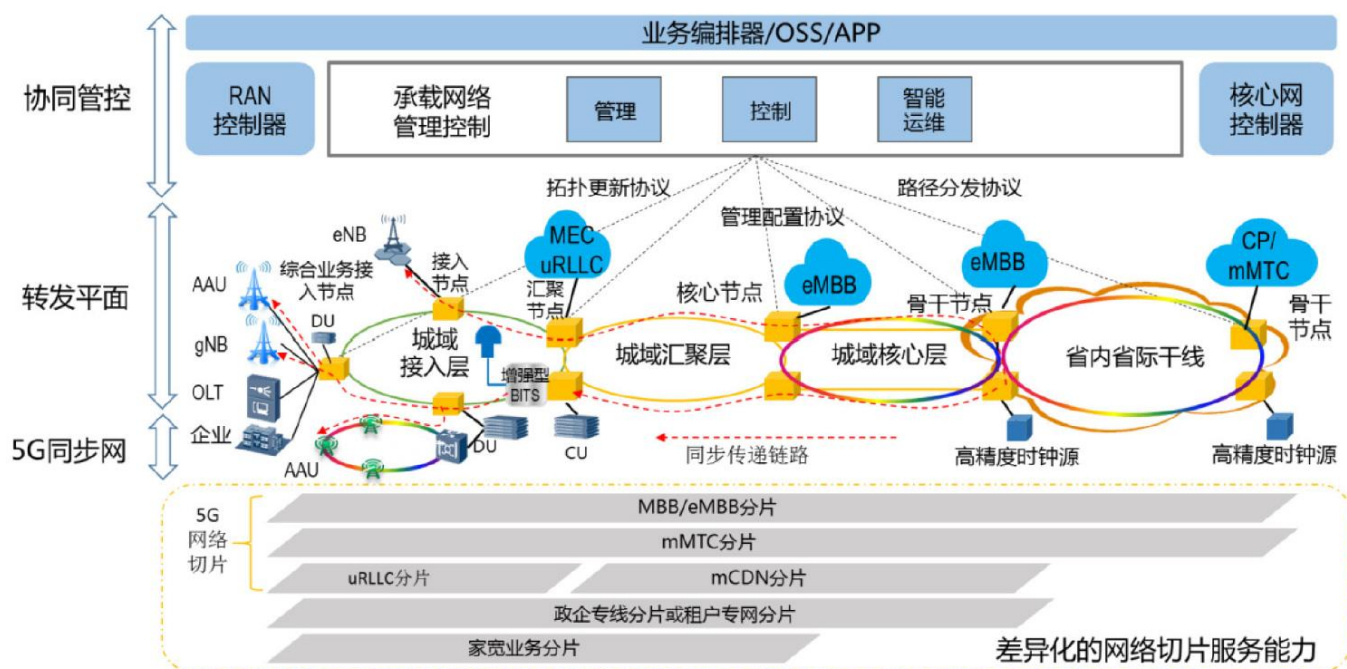 业务编排器/OSS/APP
协同管控
RAN
控制器
承载网络
管理控制
管理
控制
智能
运维
核心网
控制器
拓扑更新协议
管理配置协议
路径分发协议
转发平面
eNB
综合业务接
入节点
接入
节点
AAU
DU
gNB
OLT
企业
城域
接入层
汇聚
节点
MEC
uRLLC
增强型
BITS
城域汇聚层
核心节点
eMBB
城域核心层
骨干节点
eMBB
省内省际干线
CP/
mMTC
骨干
节点
5G同步网
AAU
DU
CU
同步传递链路
高精度时钟源
高精度时钟源
5G
网络
切片
MBB/eMBB分片
mMTC分片
uRLLC分片
mCDN分片
政企专线分片或租户专网分片
家宽业务分片
差异化的网络切片服务能力